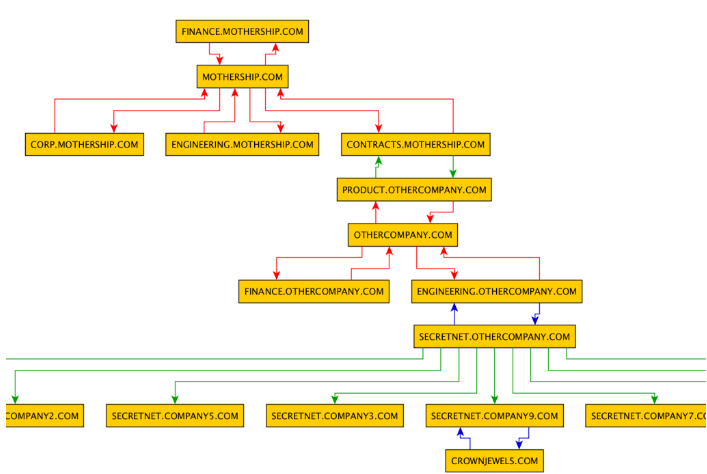 FINANCE.MOTHERSHIP.COM
MOTHERSHIP.COM
CORP.MOTHERSHIP.COM
ENGINEERING.MOTHERSHIP.COM
CONTRACTS.MOTHERSHIP.COM
PRODUCT.OTHERCOMPANY.COM
OTHERCOMPANY.COM
FINANCE.OTHERCOMPANY.COM
ENGINEERING.OTHERCOMPANY.COM
SECRETNET.OTHERCOMPANY.COM
COMPANY2.COM
SECRETNET.COMPANY5.COM
SECRETNET.COMPANY3.COM
SECRETNET.COMPANY9.COM
SECRETNET.COMPANY7.CO
CROWNJEWELS.COM